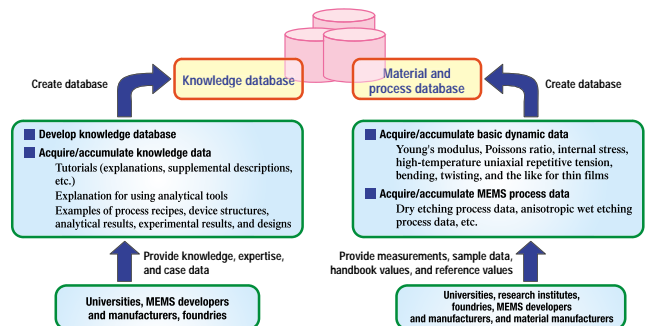 Create database
Knowledge database
Material and
process database
Create database
Develop knowledge database
Acquire/accumulate knowledge data
Tutorials (explanations, supplemental descriptions,
etc.)
Explanation for using analytical tools
Examples of process recipes, device structures,
analytical results, experimental results, and designs
Acquire/accumulate basic dynamic data
Young's modulus, Poissons ratio, internal stress,
high-temperature uniaxial repetitive tension,
bending, twisting, and the like for thin films
Acquire/accumulate MEMS process data
Dry etching process data, anisotropic wet etching
process data, etc.
Provide knowledge, expertise,
and case data
Provide measurements, sample data,
handbook values, and reference values
Universities, MEMS developers
and manufacturers, foundries
Universities, research institutes,
foundries, MEMS developers
and manufacturers, and material manufacturers